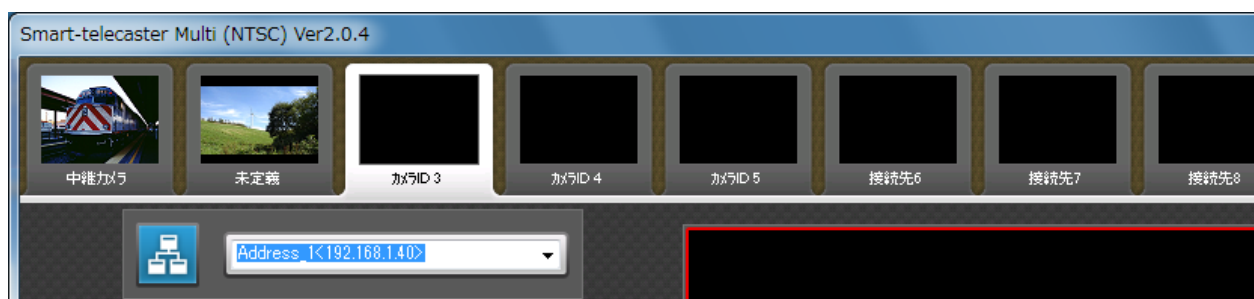 Smart-telecaster Multi (NTSC) Ver2.0.4
中継カメラ
未定義
カメラID 3
カメラID 4
カメラID 5
接続先6
接続先7
接続先8
Address_1<192.168.1.40>